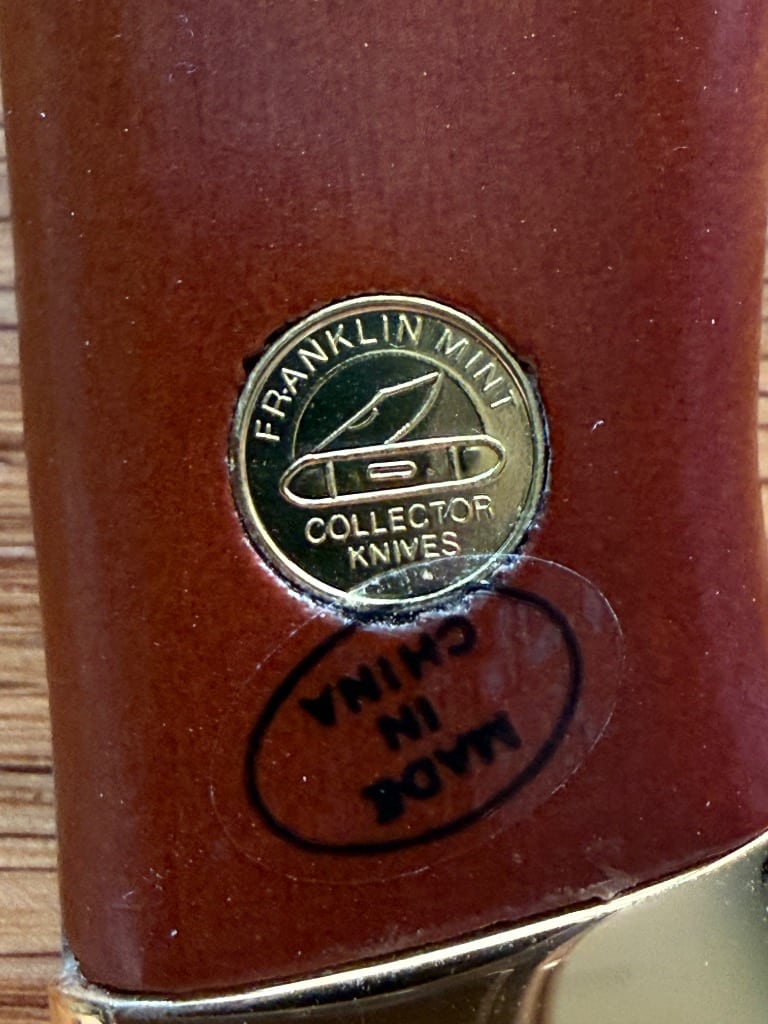 FRANKLIN MINT
COLLECTOR
KNIVES
MADE
IN
CHINA